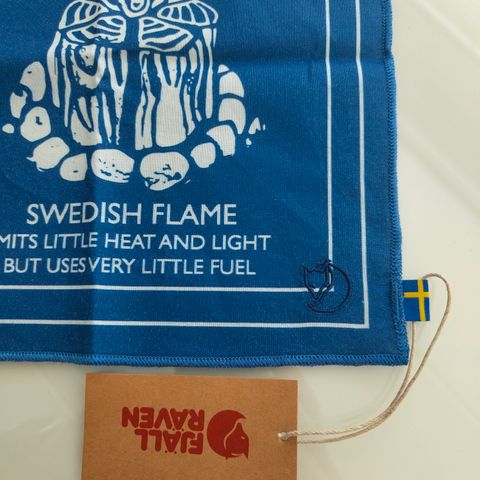 SWEDISH FLAME
MITS LITTLE HEAT AND LIGHT
BUT USES VERY LITTLE FUEL
FJÄLL
RÄVEN